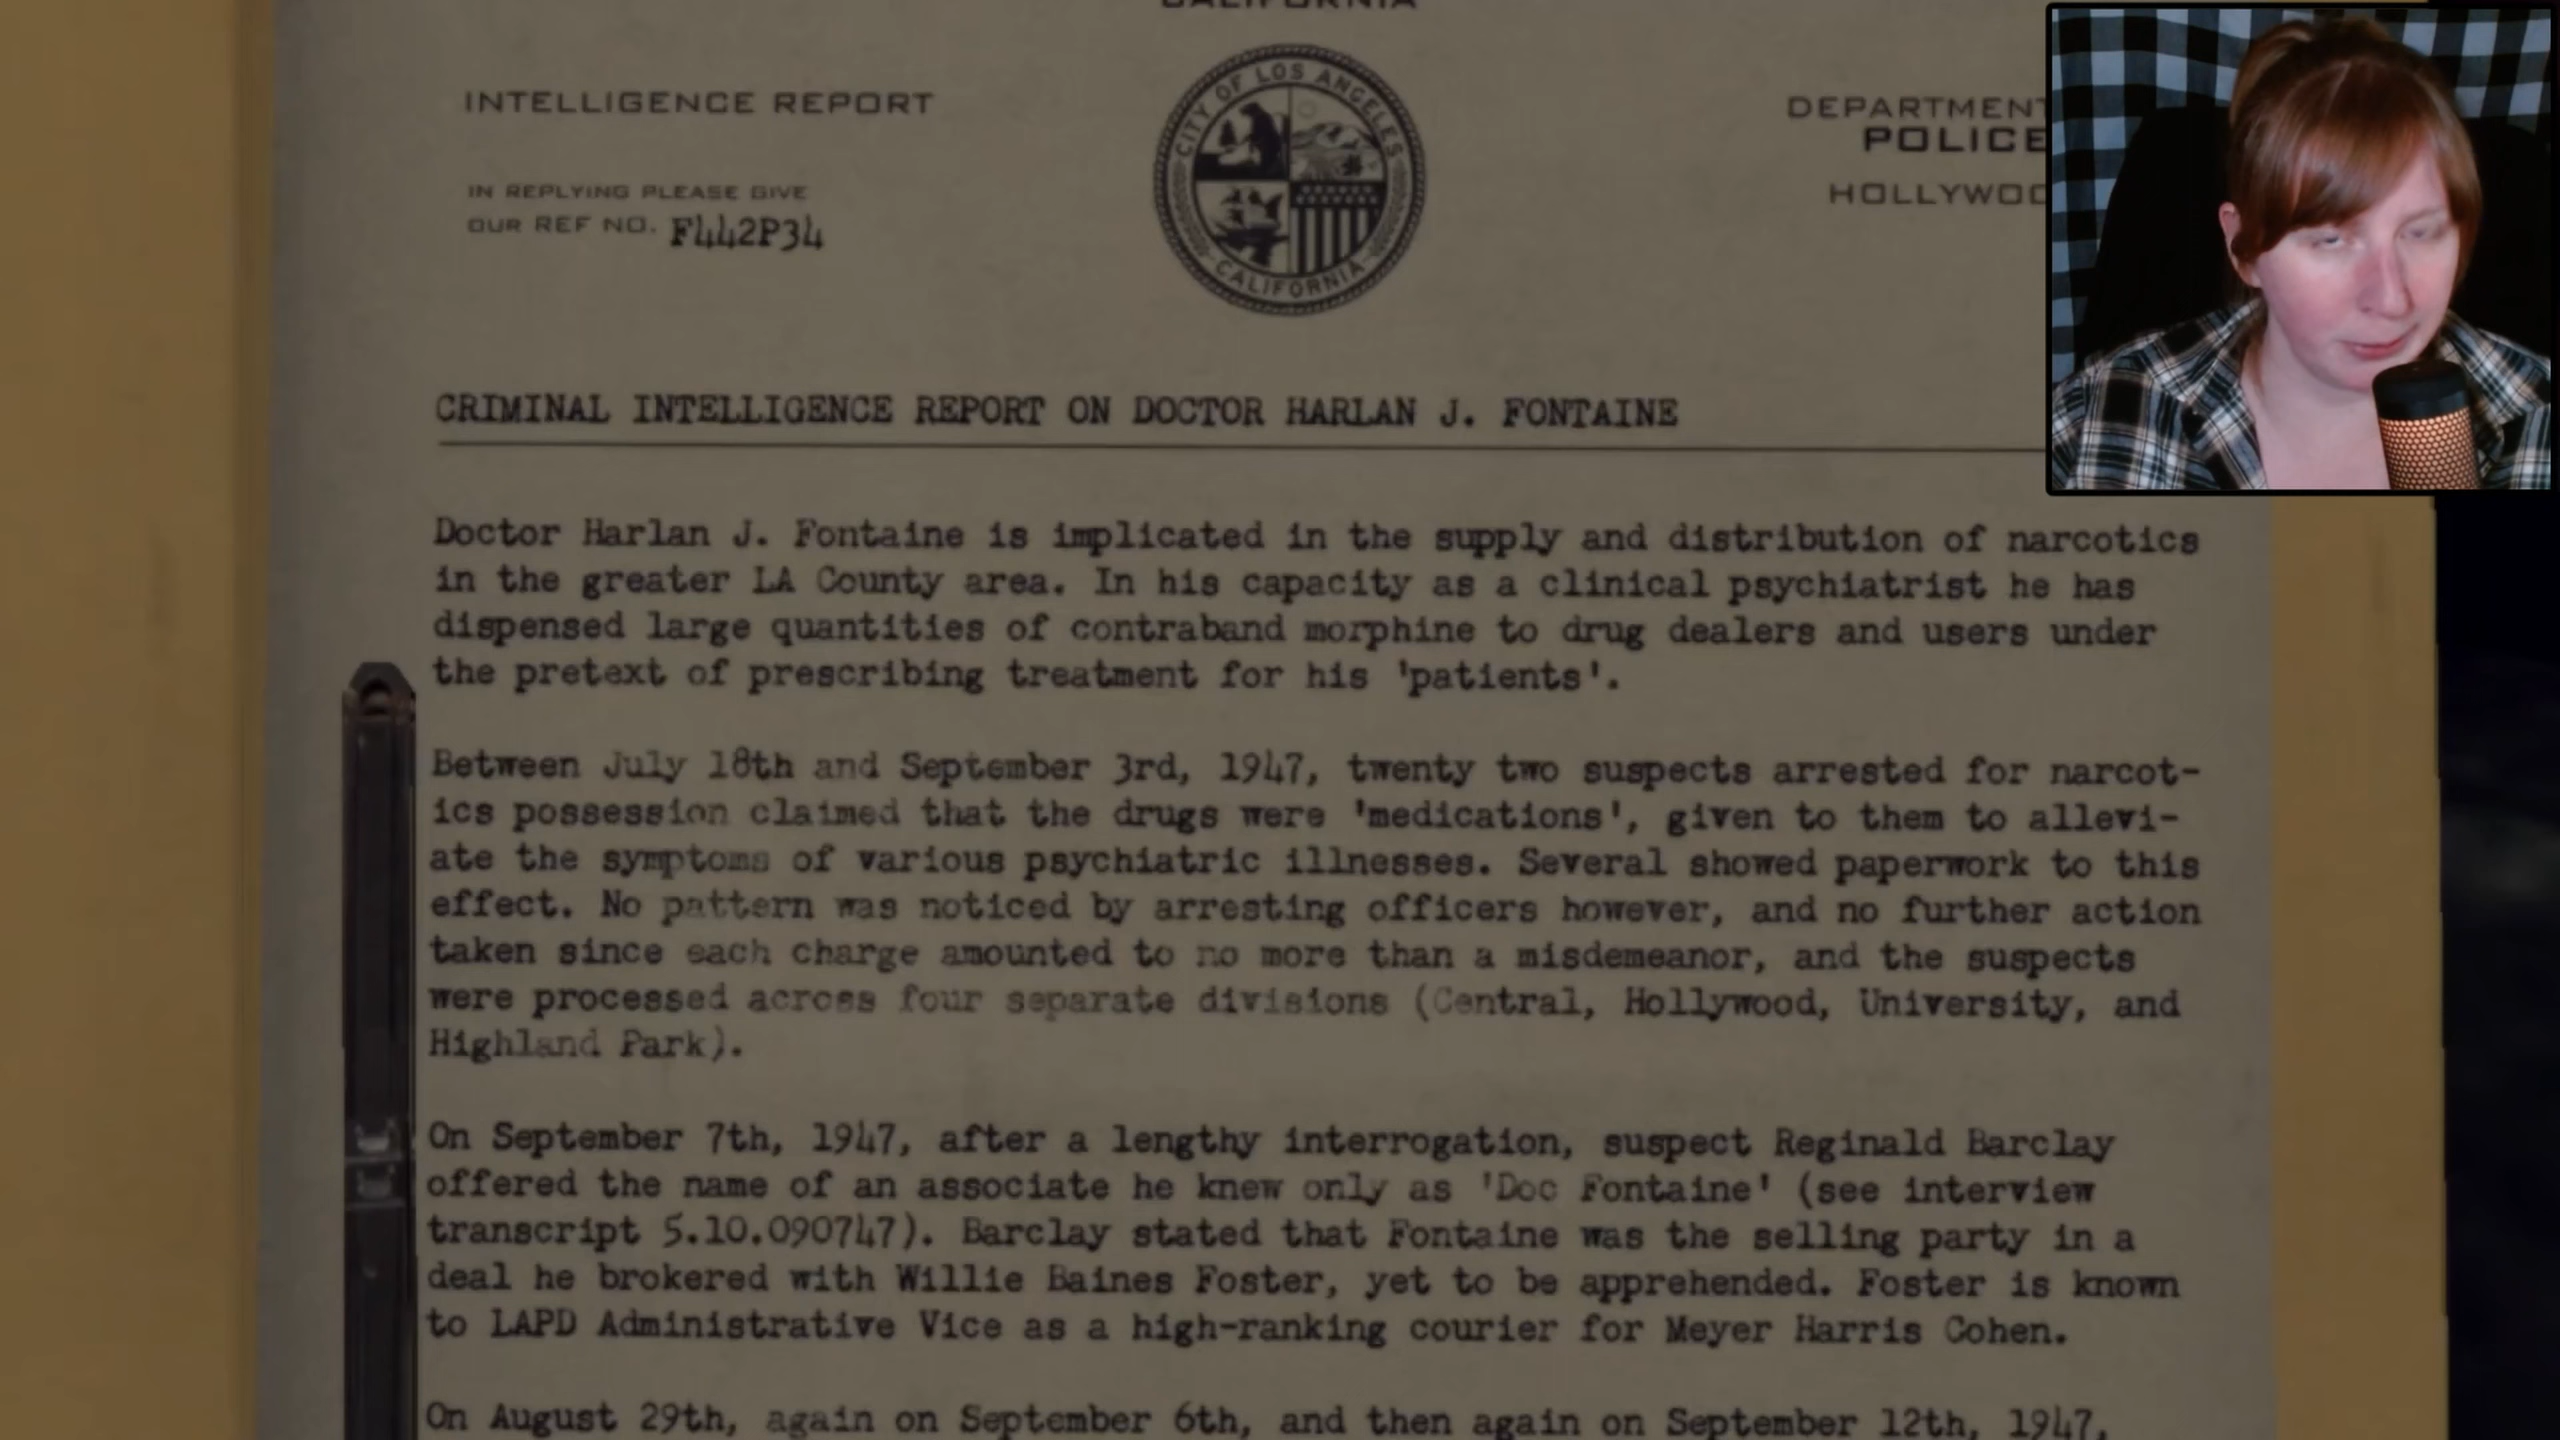 CALIFORNIA
INTELLIGENCE REPORT
DEPARTMENT
POLICE
IN REPLYING PLEASE GIVE
OUR REF NO. F442P34
CITY OF LOS ANGELES
CALIFORNIA
CRIMINAL INTELLIGENCE REPORT ON DOCTOR HARLAN J. FONTAINE
Doctor Harlan J. Fontaine is implicated in the supply and distribution of narcotics
in the greater LA County area. In his capacity as a clinical psychiatrist he has
dispensed large quantities of contraband morphine to drug dealers and users under
the pretext of prescribing treatment for his 'patients'.
Between July 18th and September 3rd, 1947, twenty two suspects arrested for narcot-
ics possession claimed that the drugs were 'medications', given to them to allevi-
ate the symptoms of various psychiatric illnesses. Several showed paperwork to this
effect. No pattern was noticed by arresting officers however, and no further action
taken since each charge amounted to no more than a misdemeanor, and the suspects
were processed across four separate divisions (Central, Hollywood, University, and
Highland Park).
On September 7th, 1947, after a lengthy interrogation, suspect Reginald Barclay
offered the name of an associate he knew only as 'Doc Fontaine' (see interview
transcript 5.10.090747). Barclay stated that Fontaine was the selling party in a
deal he brokered with Willie Baines Foster, yet to be apprehended. Foster is known
to LAPD Administrative Vice as a high-ranking courier for Meyer Harris Cohen.
On August 29th, again on September 6th, and then again on September 12th, 1947,